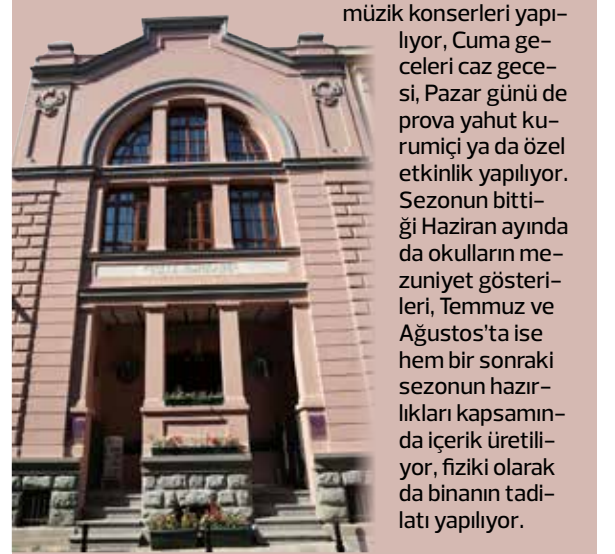 müzik konserleri yapı-
lıyor, Cuma ge-
celeri caz gece-
si, Pazar günü de
prova yahut ku-
rumiçi ya da özel
etkinlik yapılıyor.
Sezonun bitti-
ği Haziran ayında
da okulların me-
zuniyet gösteri-
leri, Temmuz ve
Ağustos'ta ise
hem bir sonraki
sezonun hazır-
lıkları kapsamın-
da içerik üretili-
yor, fiziki olarak
da binanın tadi-
latı yapılıyor.